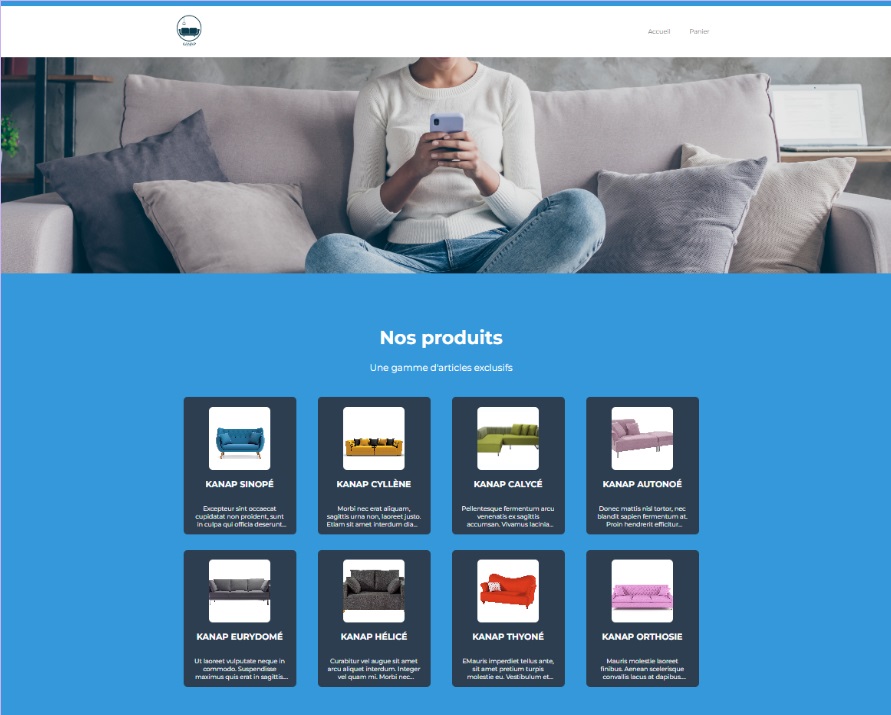 Kanap
Accueil Panier
Nos produits
Une gamme d'articles exclusifs
KANAP SINOPÉ
Excepteur sint occaecat
cupidatat non proident, sunt
in culpa qui officia deserunt...
KANAP CYLLÈNE
Morbi nec erat aliquam,
sagittis urna non, laoreet justo.
Etiam sit amet interdum dia...
KANAP CALYCÉ
Pellentesque fermentum arcu
venenatis ex sagittis
accumsan. Vivamus lacinia...
KANAP AUTONOÉ
Donec mattis nisl tortor, nec
blandit sapien fermentum at.
Proin hendrerit efficitur...
KANAP EURYDOMÉ
Ut laoreet vulputate neque in
commodo. Suspendisse
maximus quis erat in sagittis...
KANAP HÉLICÉ
Curabitur vel augue sit amet
arcu aliquet interdum. Integer
vel quam mi. Morbi nec...
KANAP THYONÉ
EMauris imperdiet tellus ante,
sit amet pretium turpis
molestie eu. Vestibulum et...
KANAP ORTHOSIE
Mauris molestie laoreet
finibus. Aenean scelerisque
convallis lacus at dapibus...